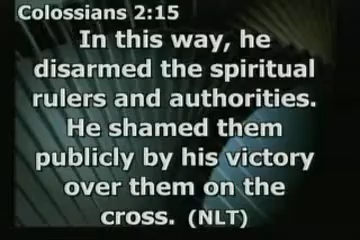 Colossians 2:15
In this way, he
disarmed the spiritual
rulers and authorities.
He shamed them
publicly by his victory
over them on the
cross. (NLT)